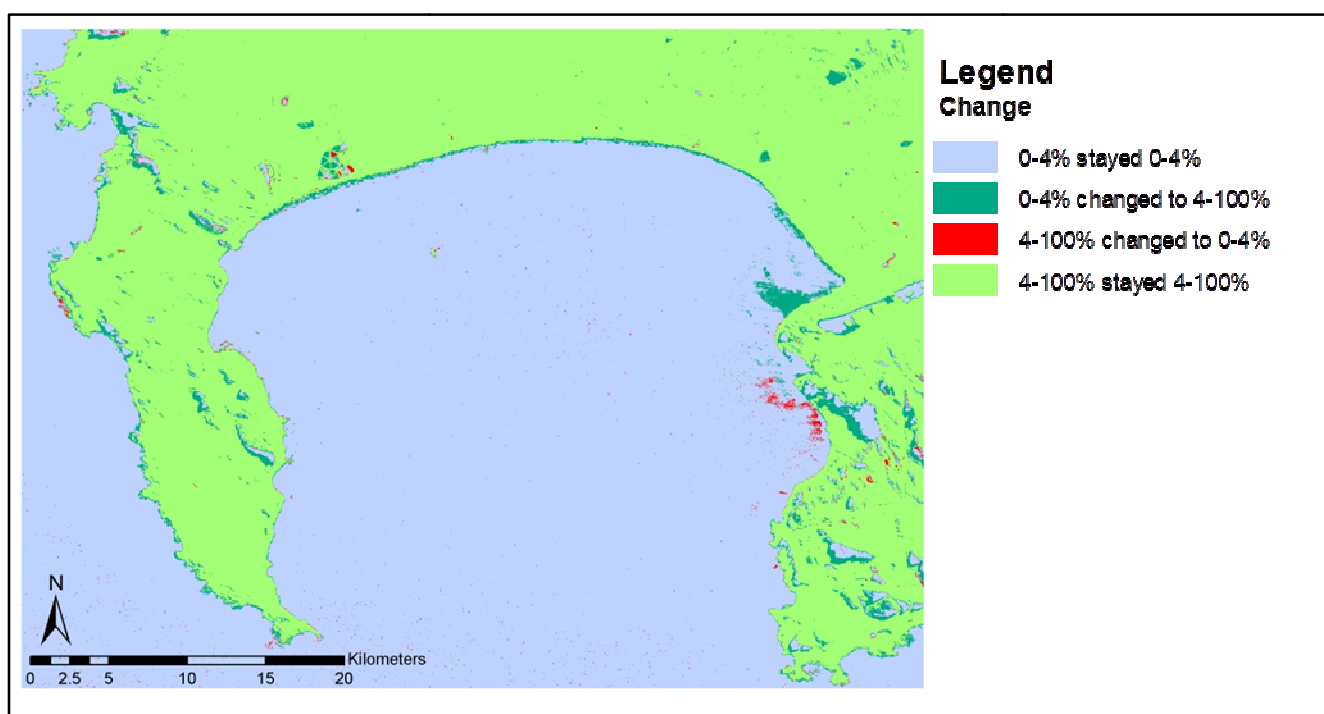 Legend
Change
0-4% stayed 0-4%
0-4% changed to 4-100%
4-100% changed to 0-4%
4-100% stayed 4-100%
N
Kilometers
0 2.5 5 10 15 20